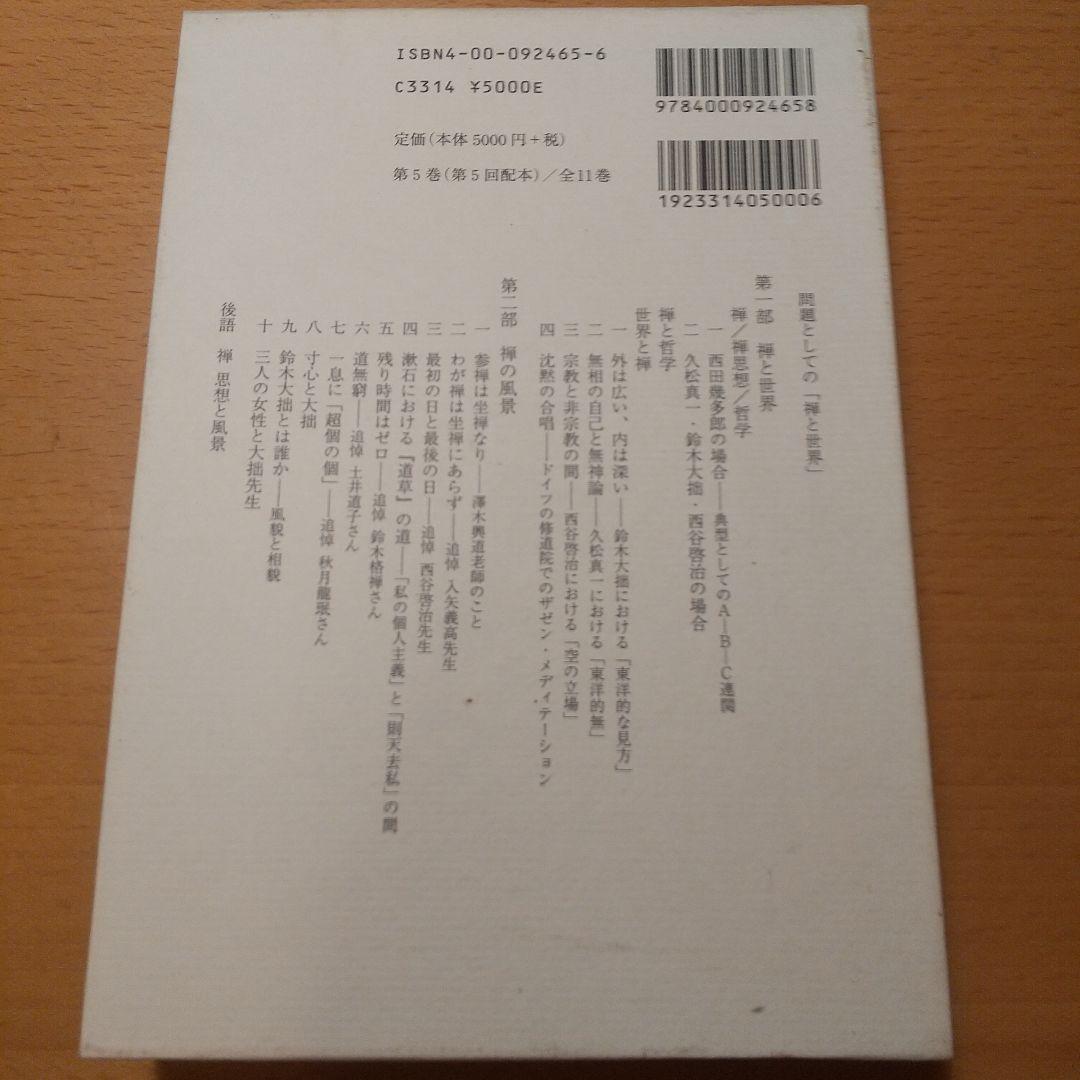 ISBN4-00-092465-6
C3314 ¥5000E
定価(本体5000円+税)
第5巻(第5回配本)／全11巻
9784000924658
1923314050006
問題としての「禅と世界」
第一部 禅と世界
禅／禅思想／哲学
一 西田幾多郎の場合――典型としてのA―B―C連関
二 久松真一・鈴木大拙・西谷啓治の場合
禅と哲学
世界と禅
一 外は広い、内は深い――鈴木大拙における「東洋的な見方」
二 無相の自己と無神論――久松真一における「東洋的無」
三 宗教と非宗教の間――西谷啓治における「空の立場」
四 沈黙の合唱――ドイツの修道院でのザゼン・メディテーション
第二部 禅の風景
一 参禅は坐禅なり――澤木興道老師のこと
二 わが禅は坐禅にあらず――追悼 入矢義高先生
三 最初の日と最後の日――追悼 西谷啓治先生
四 漱石における『道草』の道――「私の個人主義」と「則天去私」の間
五 残り時間はゼロ――追悼 鈴木格禅さん
六 道無窮――追悼 土井道子さん
七 一息に「超個の個」――追悼 秋月龍珉さん
八 寸心と大拙
九 鈴木大拙とは誰か――風貌と相貌
十 三人の女性と大拙先生
後語 禅 思想と風景